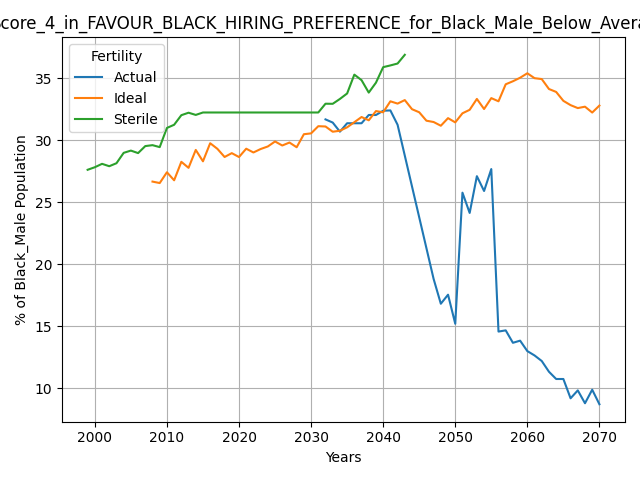 core_4_in_FAVOUR_BLACK_HIRING_PREFERENCE_for_Black_Male_Below_Avera
Fertility
Actual
Ideal
Sterile
% of Black_Male Population
35
30
25
20
15
10
2000 2010 2020 2030 2040 2050 2060 2070
Years